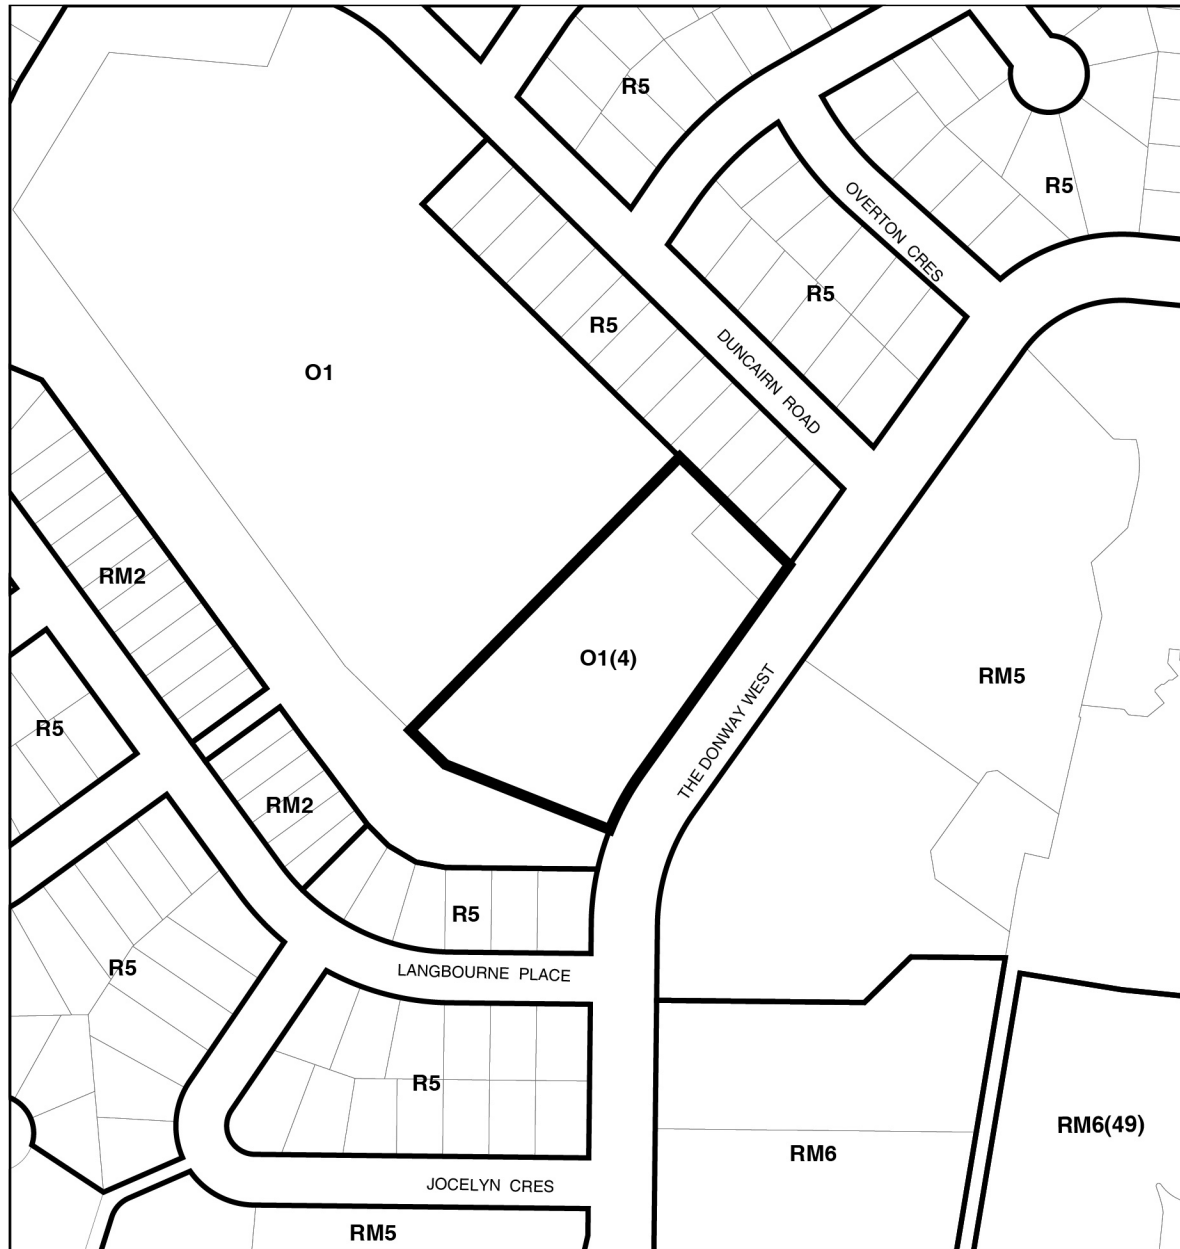 R5
R5
OVERTON CRES
R5
R5
DUNCAIRN ROAD
O1
RM2
O1(4)
RM5
THE DONWAY WEST
R5
RM2
R5
R5
LANGBOURNE PLACE
R5
RM6(49)
RM6
JOCELYN CRES
RM5